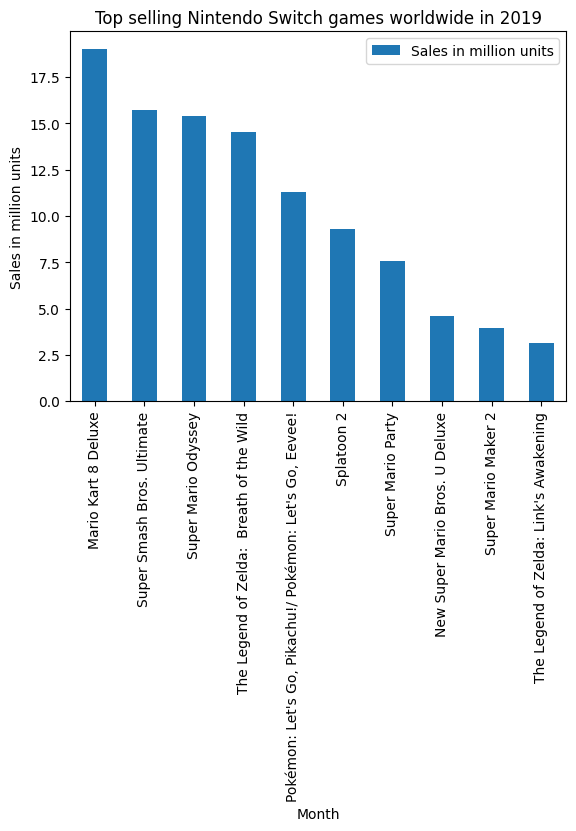 Top selling Nintendo Switch games worldwide in 2019
Sales in million units
Sales in million units
17.5
15.0
12.5
10.0
7.5
5.0
2.5
0.0
Mario Kart 8 Deluxe
Super Smash Bros. Ultimate
Super Mario Odyssey
The Legend of Zelda:  Breath of the Wild
Pokémon: Let's Go, Pikachu!/ Pokémon: Let's Go, Eevee!
Splatoon 2
Super Mario Party
New Super Mario Bros. U Deluxe
Super Mario Maker 2
The Legend of Zelda: Link's Awakening
Month